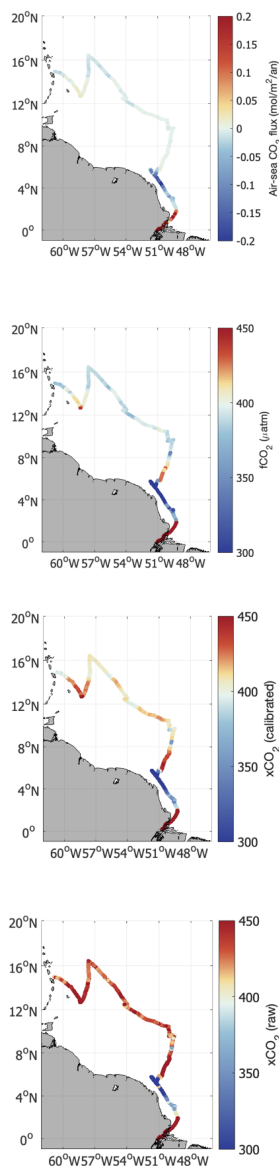 20°N
16°N
12°N
8°N
4°N
0°
60°W 57°W 54°W 51°W 48°W
0.2
0.15
0.1
0.05
0
-0.05
-0.1
-0.15
-0.2
Air-sea CO2 flux (mol/m²/an)
20°N
16°N
12°N
8°N
4°N
0°
60°W 57°W 54°W 51°W 48°W
450
400
350
300
fCO2 (μatm)
20°N
16°N
12°N
8°N
4°N
0°
60°W 57°W 54°W 51°W 48°W
450
400
350
300
xCO2 (calibrated)
20°N
16°N
12°N
8°N
4°N
0°
60°W 57°W 54°W 51°W 48°W
450
400
350
300
xCO2 (raw)